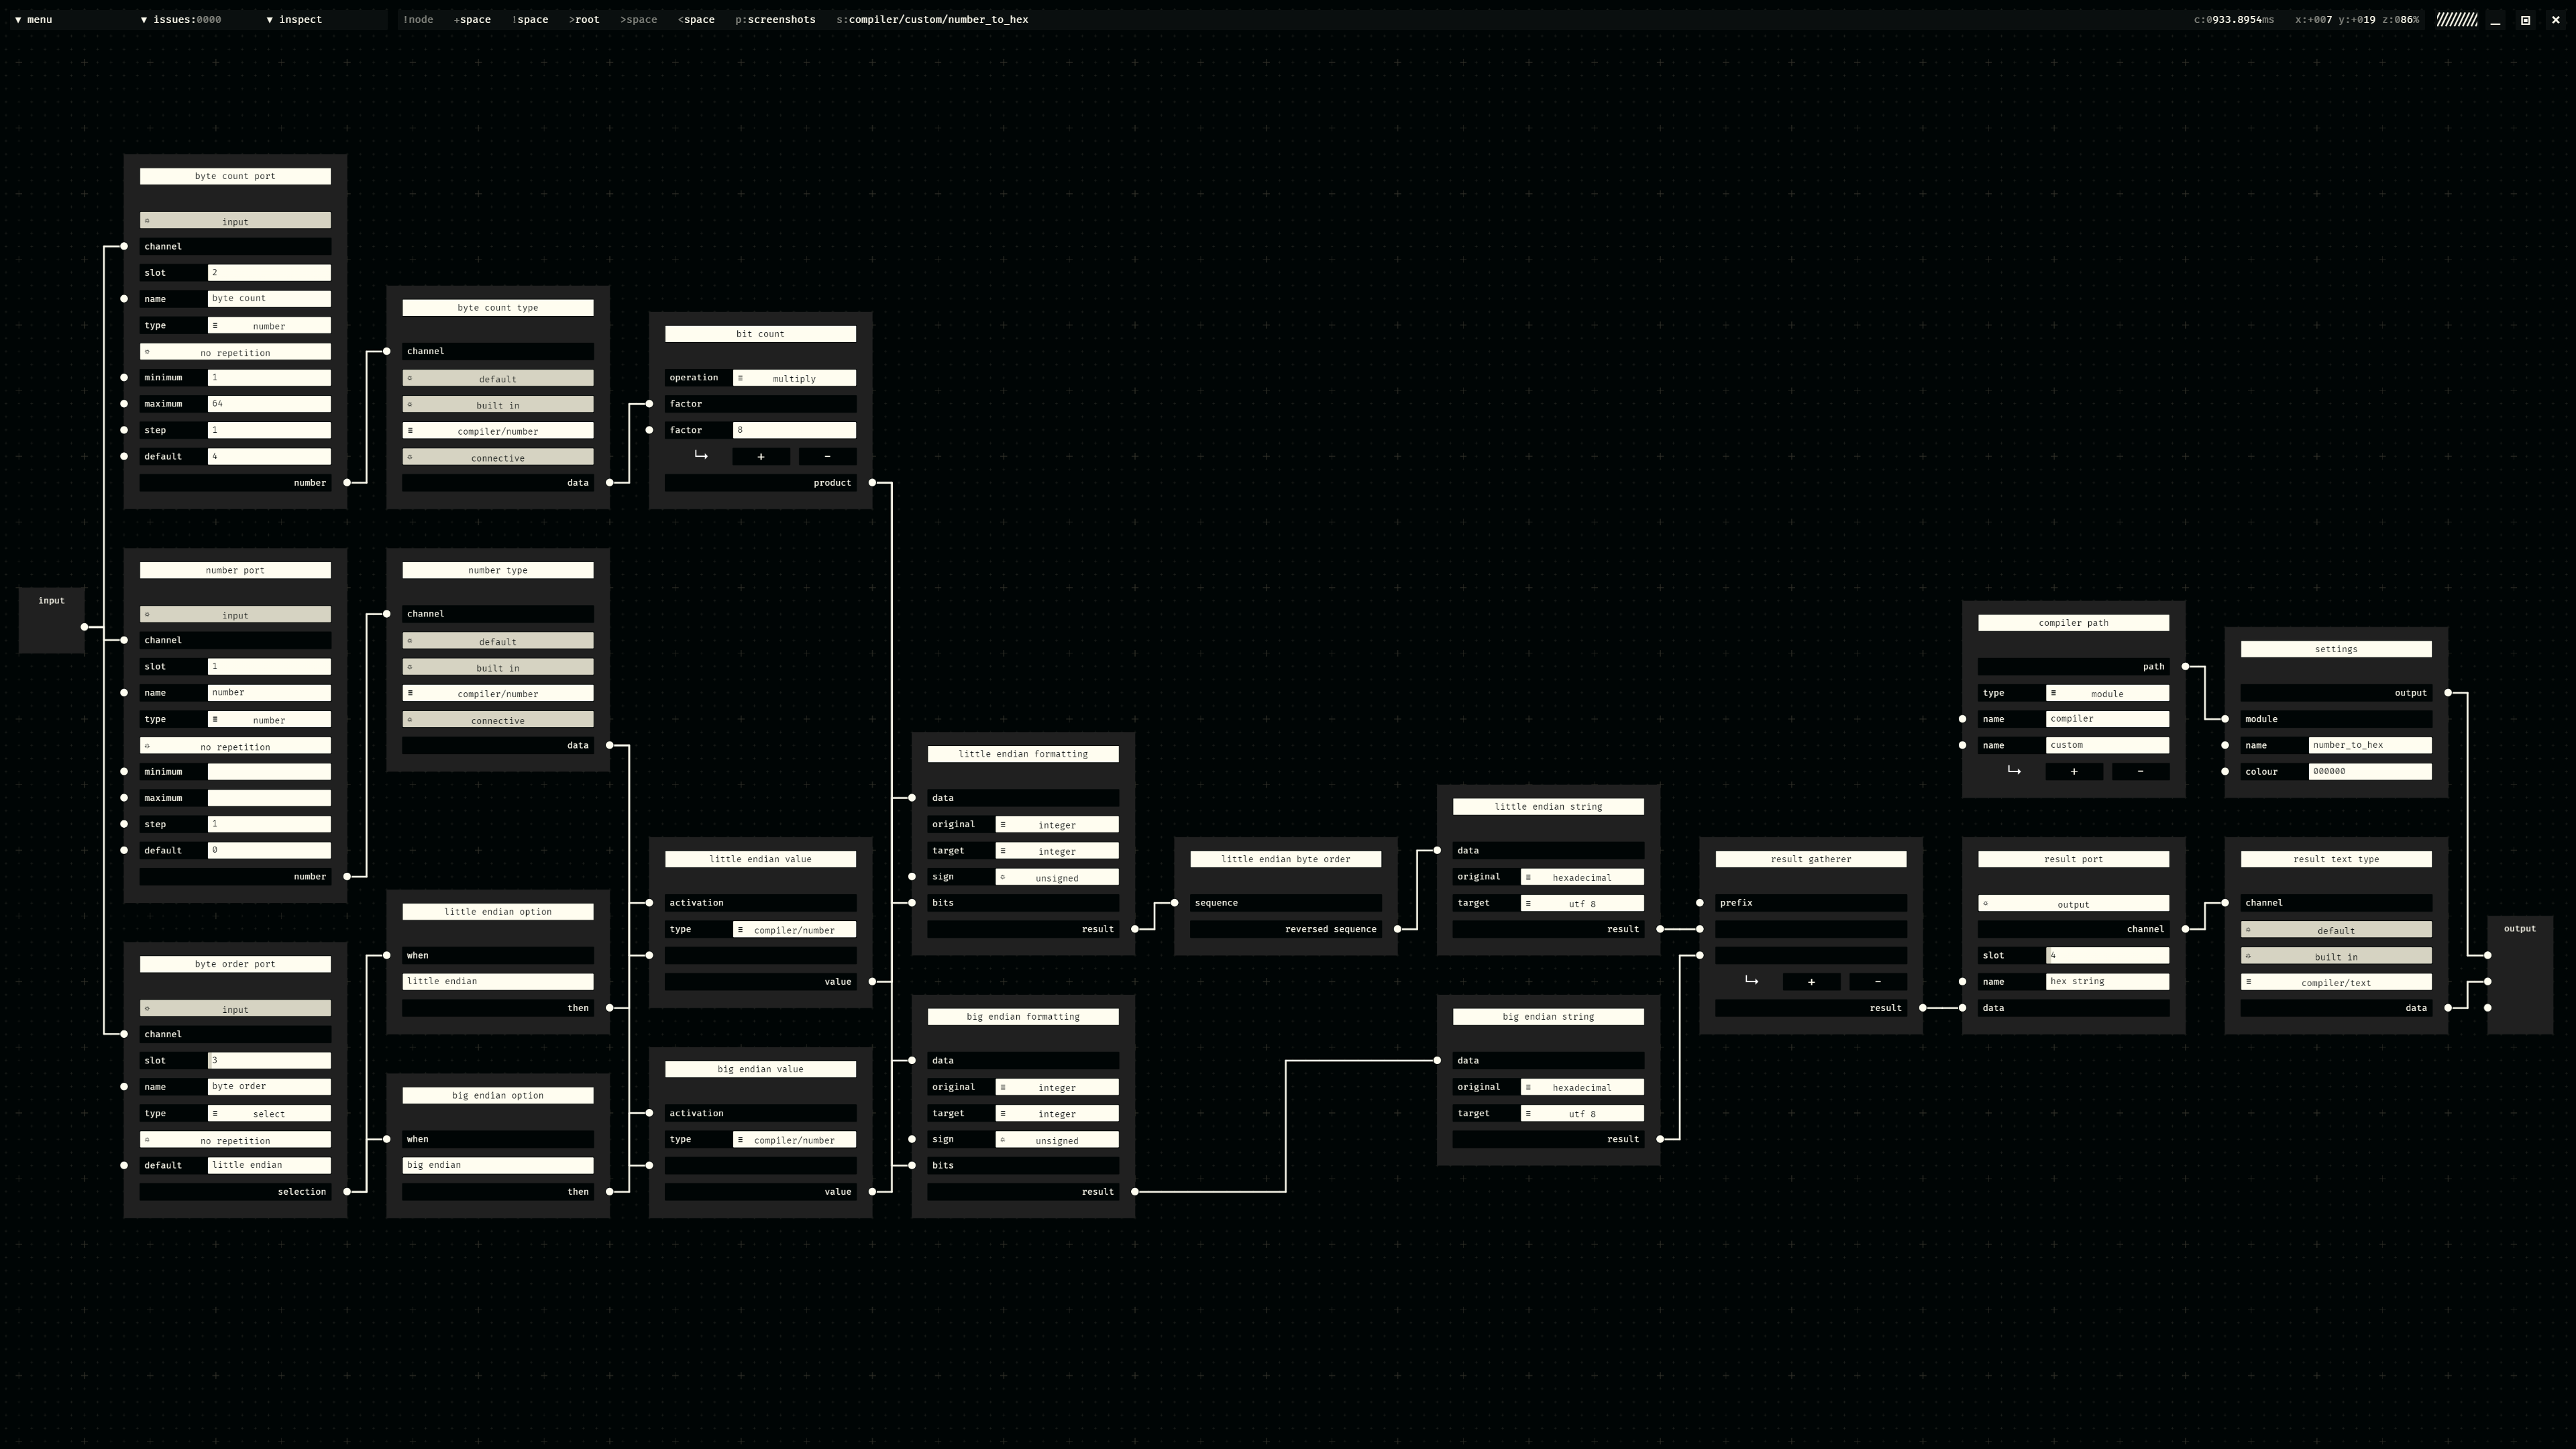 ▼ menu ▼ issues:0000 ▼ inspect !node +space !space >root >space <space p:screenshots s:compiler/custom/number_to_hex c:0933.8954ms x:+007 y:+019 z:086%
byte count port
input
channel
slot 2
name byte count
type ≡ number
no repetition
minimum 1
maximum 64
step 1
default 4
number
byte count type
channel
default
built in
≡ compiler/number
connective
data
bit count
operation ≡ multiply
factor
factor 8
+ -
product
input
number port
input
channel
slot 1
name number
type ≡ number
no repetition
minimum
maximum
step 1
default 0
number
number type
channel
default
built in
≡ compiler/number
connective
data
byte order port
input
channel
slot 3
name byte order
type ≡ select
no repetition
default little endian
selection
little endian option
when
little endian
then
big endian option
when
big endian
then
little endian value
activation
type ≡ compiler/number
value
big endian value
activation
type ≡ compiler/number
value
little endian formatting
data
original ≡ integer
target ≡ integer
sign unsigned
bits
result
big endian formatting
data
original ≡ integer
target ≡ integer
sign unsigned
bits
result
little endian byte order
sequence
reversed sequence
little endian string
data
original ≡ hexadecimal
target ≡ utf 8
result
big endian string
data
original ≡ hexadecimal
target ≡ utf 8
result
result gatherer
prefix
+ -
result
compiler path
path
type ≡ module
name compiler
name custom
+ -
settings
output
module
name number_to_hex
colour 000000
result port
output
channel
slot 4
name hex string
data
result text type
channel
default
built in
≡ compiler/text
data
output